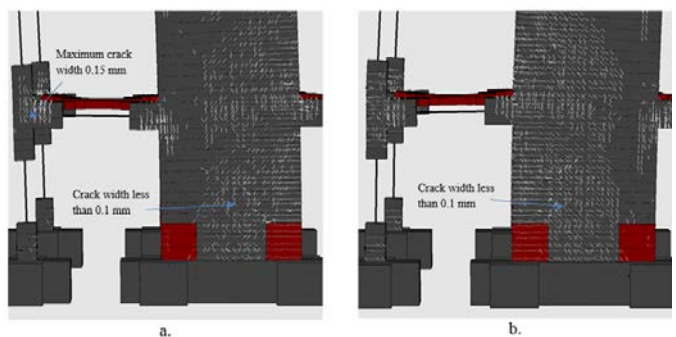 Maximum crack
width 0.15 mm
Crack width less
than 0.1 mm
Crack width less
than 0.1 mm
a.
b.